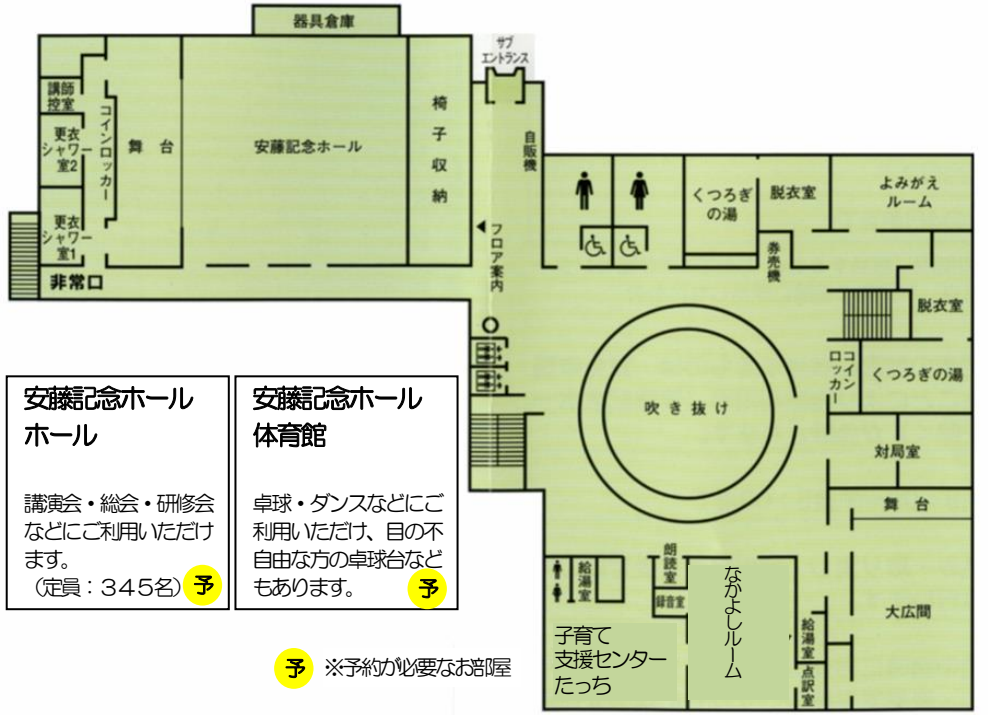 器具倉庫
サブ
エントランス
講師
控室
更衣
シャワー
室2
コインロッカー
舞台
安藤記念ホール
椅子収納
自販機
更衣
シャワー
室1
非常口
フロア案内
くつろぎ
の湯
脱衣室
よみがえ
ルーム
券売機
脱衣室
コイン
ロッカー
くつろぎの湯
吹き抜け
対局室
舞台
大広間
安藤記念ホール
ホール
講演会・総会・研修会
などにご利用いただけ
ます。
(定員:345名) 予
安藤記念ホール
体育館
卓球・ダンスなどにご
利用いただけ、目の不
自由な方の卓球台など
もあります。 予
予 ※予約が必要なお部屋
給湯室
朗読室
録音室
なかよしルーム
子育て
支援センター
たっち
給湯室
点訳室